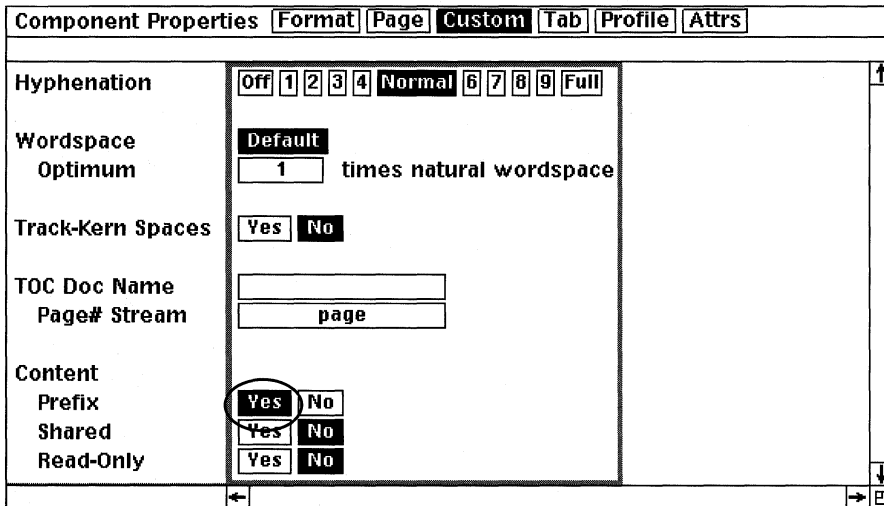 Component Properties Format Page Custom Tab Profile Attrs
Hyphenation Off 1 2 3 4 Normal 6 7 8 9 Full
Wordspace Default
Optimum 1 times natural wordspace
Track-Kern Spaces Yes No
TOC Doc Name
Page# Stream page
Content
Prefix Yes No
Shared Yes No
Read-Only Yes No